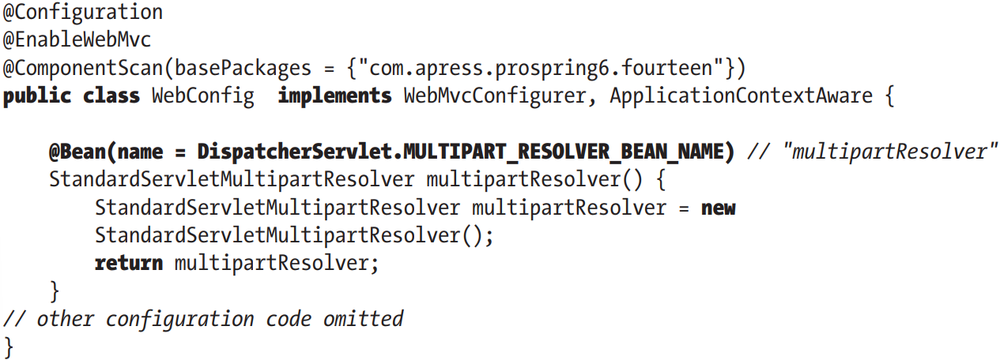 @Configuration
@EnableWebMvc
@ComponentScan(basePackages = {"com.apress.prospring6.fourteen"})
public class WebConfig  implements WebMvcConfigurer, ApplicationContextAware {
    @Bean(name = DispatcherServlet.MULTIPART_RESOLVER_BEAN_NAME) // "multipartResolver"
    StandardServletMultipartResolver multipartResolver() {
        StandardServletMultipartResolver multipartResolver = new
        StandardServletMultipartResolver();
        return multipartResolver;
    }
// other configuration code omitted
}